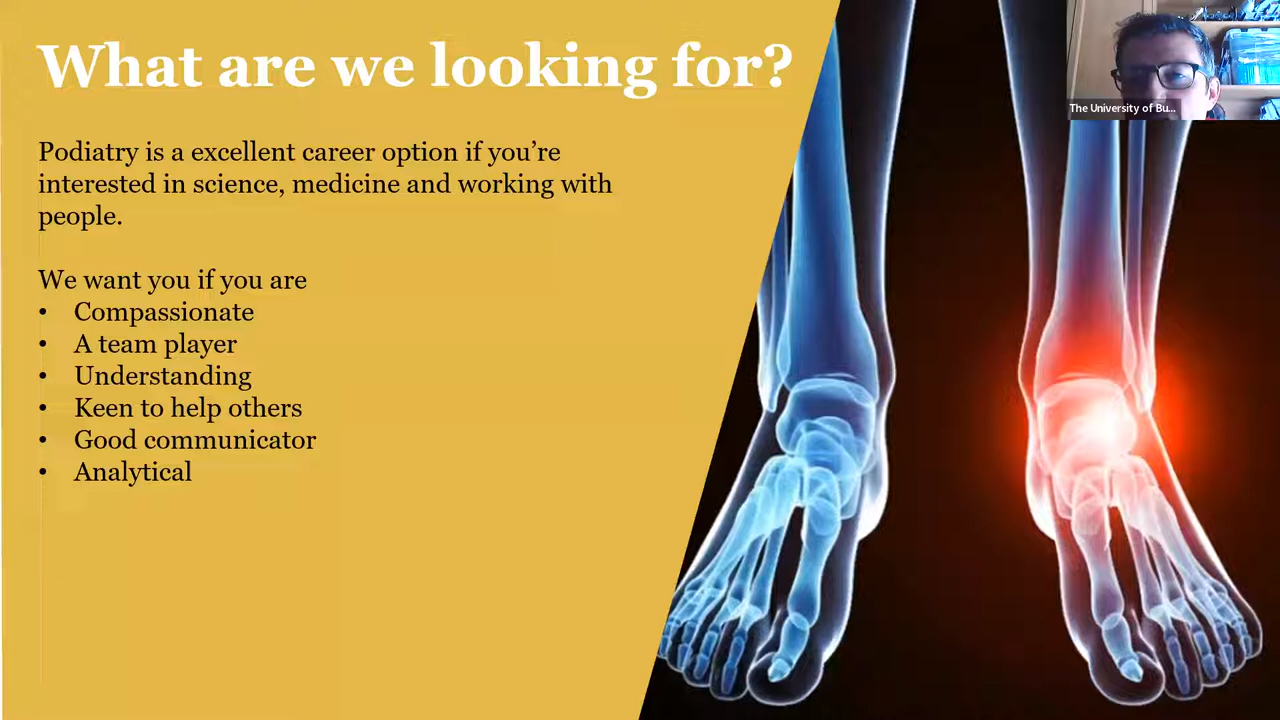 What are we looking for?
The University of Bu...
Podiatry is a excellent career option if you’re
interested in science, medicine and working with
people.
We want you if you are
• Compassionate
• A team player
• Understanding
• Keen to help others
• Good communicator
• Analytical